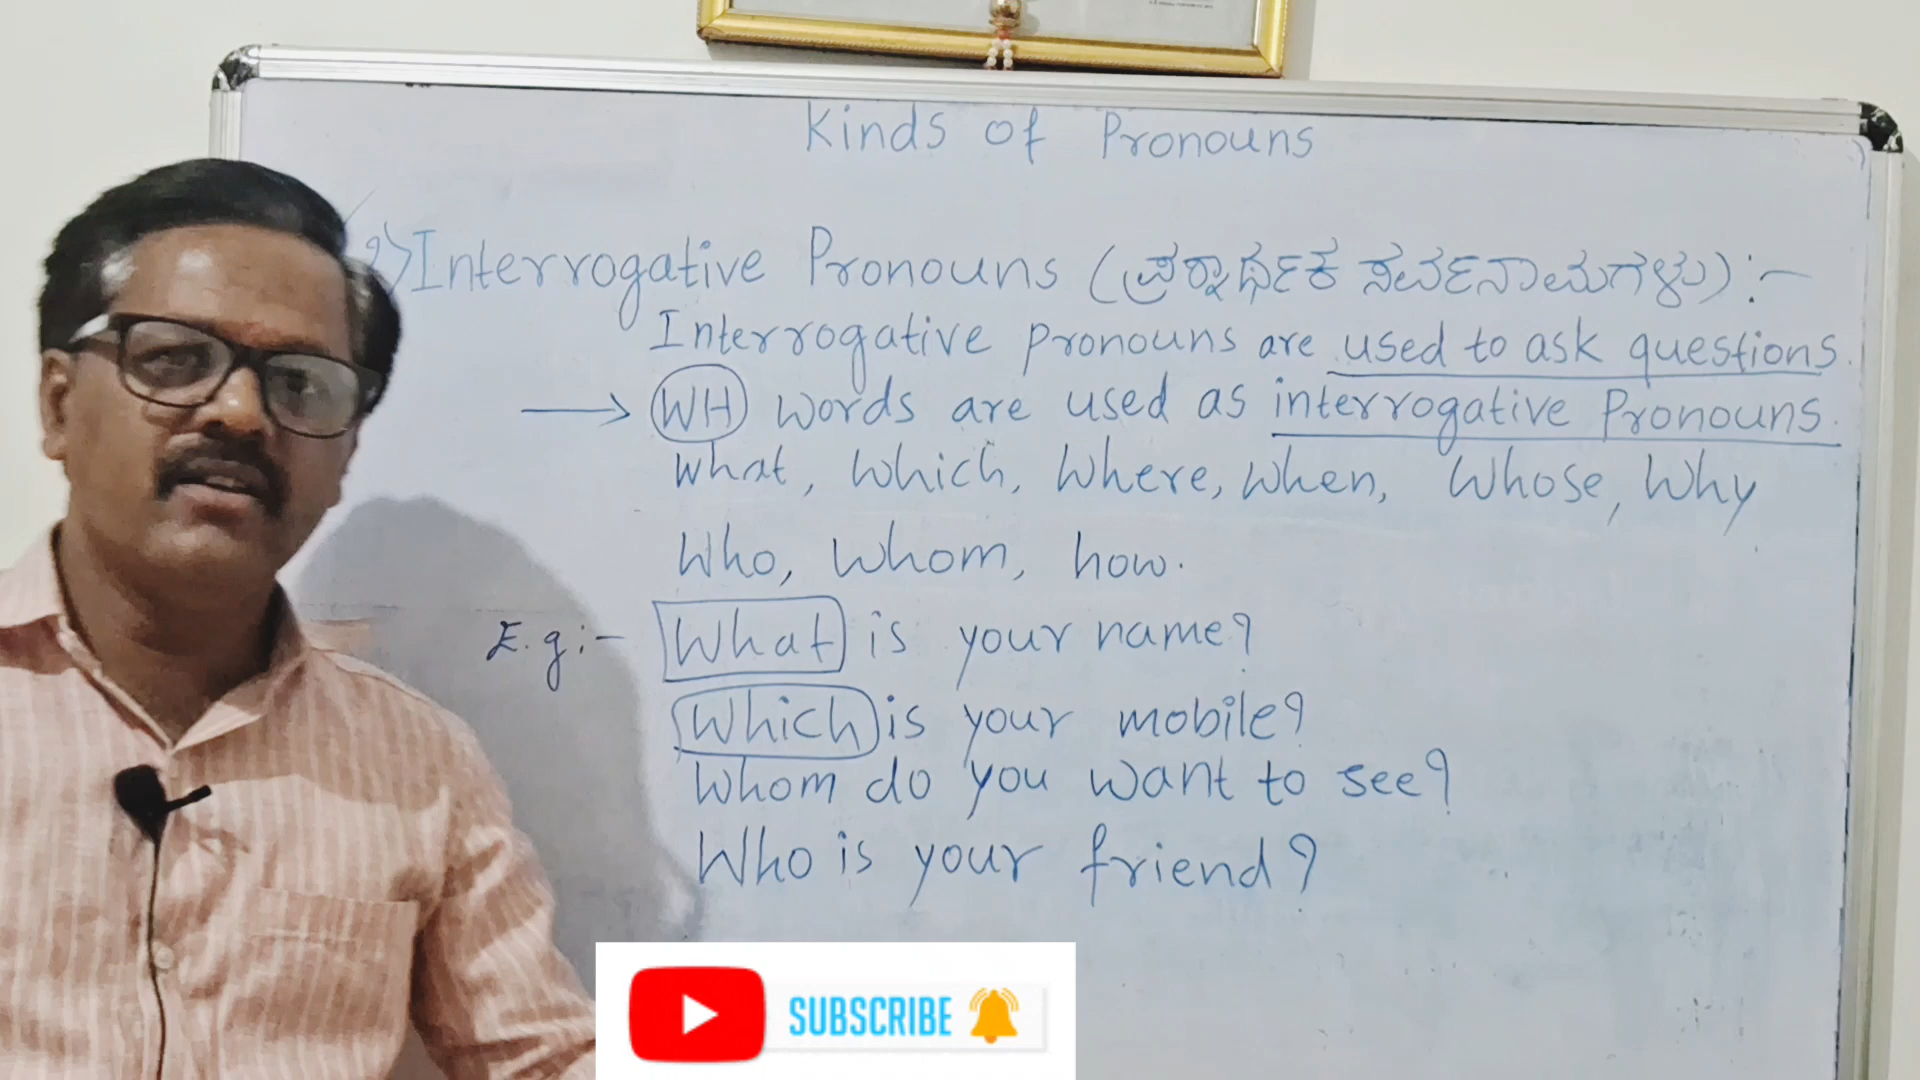 Kinds of Pronouns
Interrogative Pronouns (ಪ್ರಶ್ನಾರ್ಥಕ ಸರ್ವನಾಮಗಳು):-
Interrogative pronouns are used to ask questions.
→ WH words are used as interrogative Pronouns.
What, Which, Where, When, Whose, Why
Who, Whom, how.
E.g:- What is your name?
Which is your mobile?
Whom do you want to see?
Who is your friend?
SUBSCRIBE